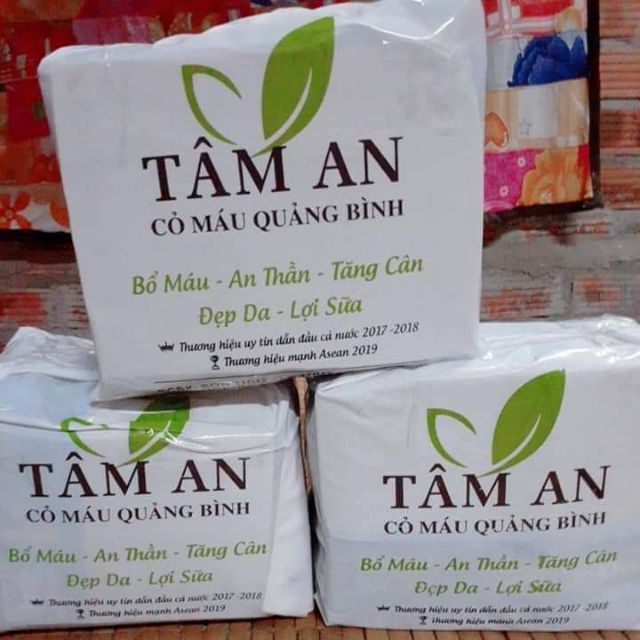 TÂM AN
CỎ MÁU QUẢNG BÌNH
Bổ Máu - An Thần - Tăng Cân
Đẹp Da - Lợi Sữa
Thương hiệu uy tín dẫn đầu cả nước 2017 -2018
Thương hiệu mạnh Asean 2019
TÂM AN
CỎ MÁU QUẢNG BÌNH
Bổ Máu - An Thần - Tăng Cân
Đẹp Da - Lợi Sữa
Thương hiệu uy tín dẫn đầu cả nước 2017 -2018
Thương hiệu mạnh Asean 2019
TÂM AN
CỎ MÁU QUẢNG BÌNH
Bổ Máu - An Thần - Tăng Cân
Đẹp Da - Lợi Sữa
Thương hiệu uy tín dẫn đầu cả nước 2017 -2018
Thương hiệu mạnh Asean 2019